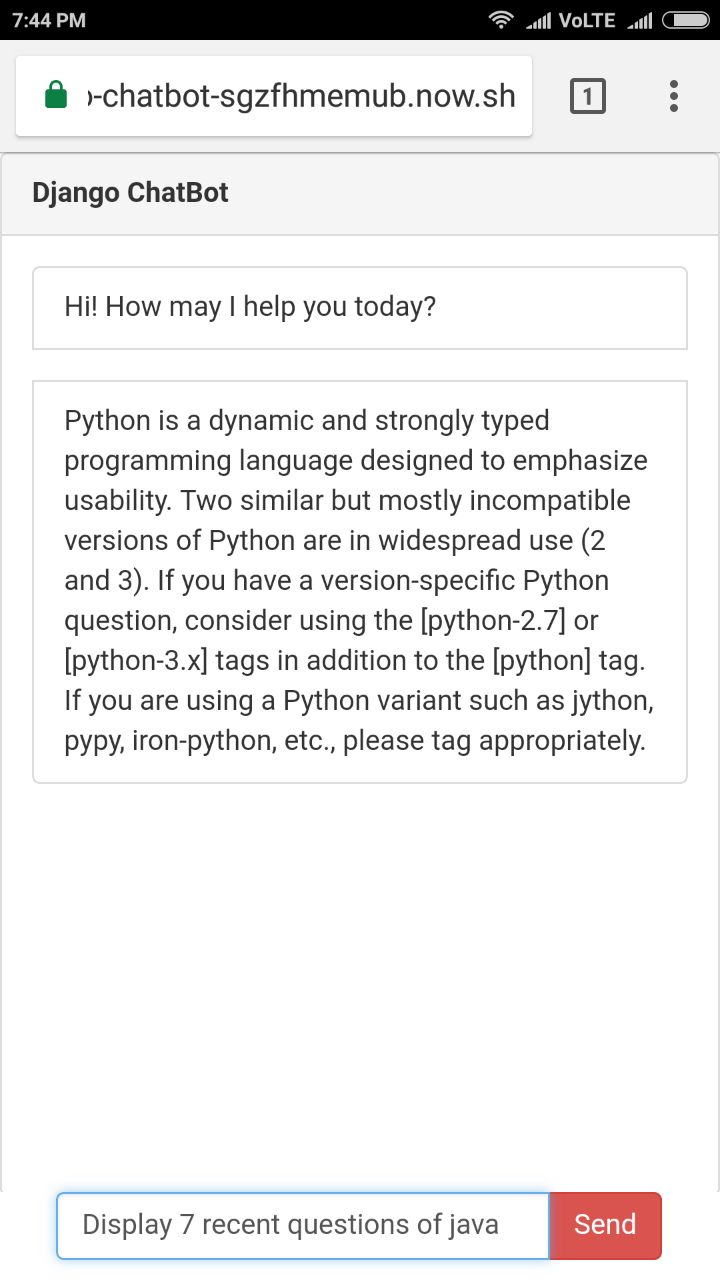 7:44 PM VoLTE
-chatbot-sgzfhmemub.now.sh 1
Django ChatBot
Hi! How may I help you today?
Python is a dynamic and strongly typed
programming language designed to emphasize
usability. Two similar but mostly incompatible
versions of Python are in widespread use (2
and 3). If you have a version-specific Python
question, consider using the [python-2.7] or
[python-3.x] tags in addition to the [python] tag.
If you are using a Python variant such as jython,
pypy, iron-python, etc., please tag appropriately.
Display 7 recent questions of java Send